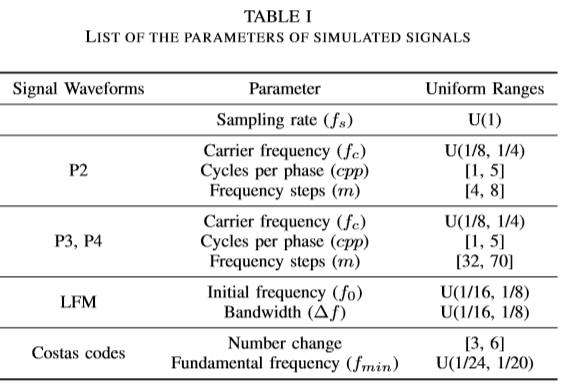 TABLE I
LIST OF THE PARAMETERS OF SIMULATED SIGNALS
Signal Waveforms Parameter Uniform Ranges
Sampling rate (fs) U(1)
Carrier frequency (fc) U(1/8, 1/4)
P2 Cycles per phase (cpp) [1, 5]
Frequency steps (m) [4, 8]
Carrier frequency (fc) U(1/8, 1/4)
P3, P4 Cycles per phase (cpp) [1, 5]
Frequency steps (m) [32, 70]
LFM Initial frequency (f0) U(1/16, 1/8)
Bandwidth (Δf) U(1/16, 1/8)
Costas codes Number change [3, 6]
Fundamental frequency (fmin) U(1/24, 1/20)